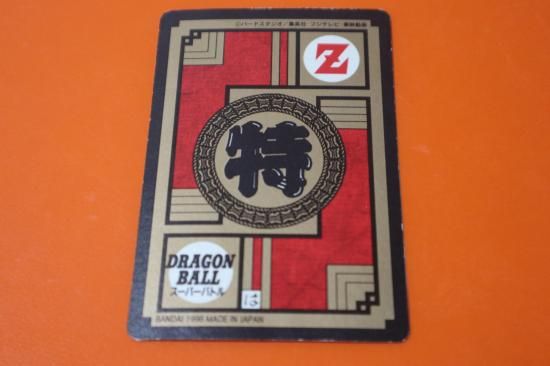 ©バードスタジオ/集英社 フジテレビ 東映動画
Z
特
DRAGON
BALL
スーパーバトル
BANDAI 1996 MADE IN JAPAN